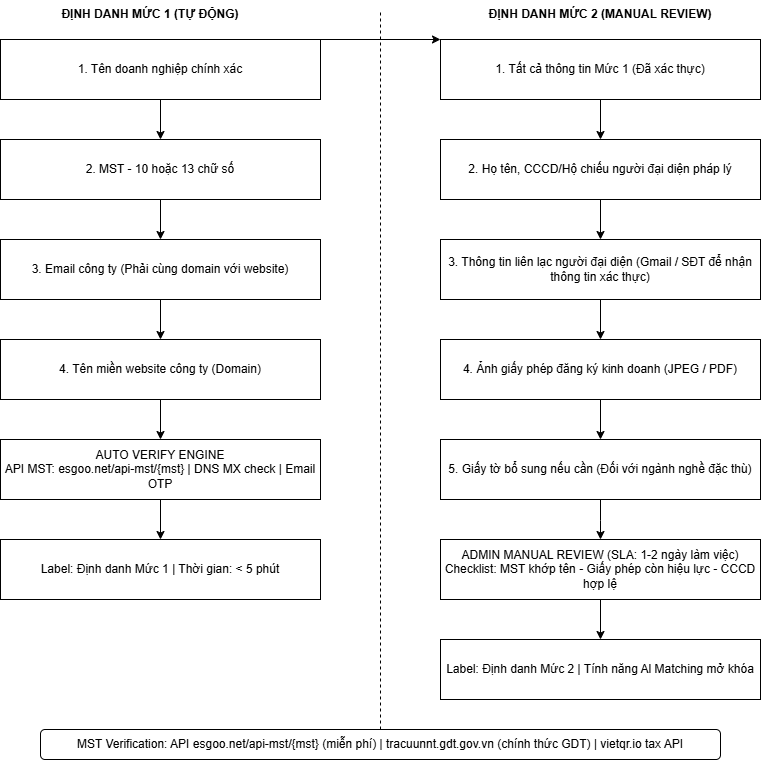 ĐỊNH DANH MỨC 1 (TỰ ĐỘNG)
1. Tên doanh nghiệp chính xác
2. MST - 10 hoặc 13 chữ số
3. Email công ty (Phải cùng domain với website)
4. Tên miền website công ty (Domain)
AUTO VERIFY ENGINE
API MST: esgoo.net/api-mst/{mst} | DNS MX check | Email
OTP
Label: Định danh Mức 1 | Thời gian: < 5 phút
ĐỊNH DANH MỨC 2 (MANUAL REVIEW)
1. Tất cả thông tin Mức 1 (Đã xác thực)
2. Họ tên, CCCD/Hộ chiếu người đại diện pháp lý
3. Thông tin liên lạc người đại diện (Gmail / SĐT để nhận
thông tin xác thực)
4. Ảnh giấy phép đăng ký kinh doanh (JPEG / PDF)
5. Giấy tờ bổ sung nếu cần (Đối với ngành nghề đặc thù)
ADMIN MANUAL REVIEW (SLA: 1-2 ngày làm việc)
Checklist: MST khớp tên - Giấy phép còn hiệu lực - CCCD
hợp lệ
Label: Định danh Mức 2 | Tính năng AI Matching mở khóa
MST Verification: API esgoo.net/api-mst/{mst} (miễn phí) | tracuunnt.gdt.gov.vn (chính thức GDT) | vietqr.io tax API